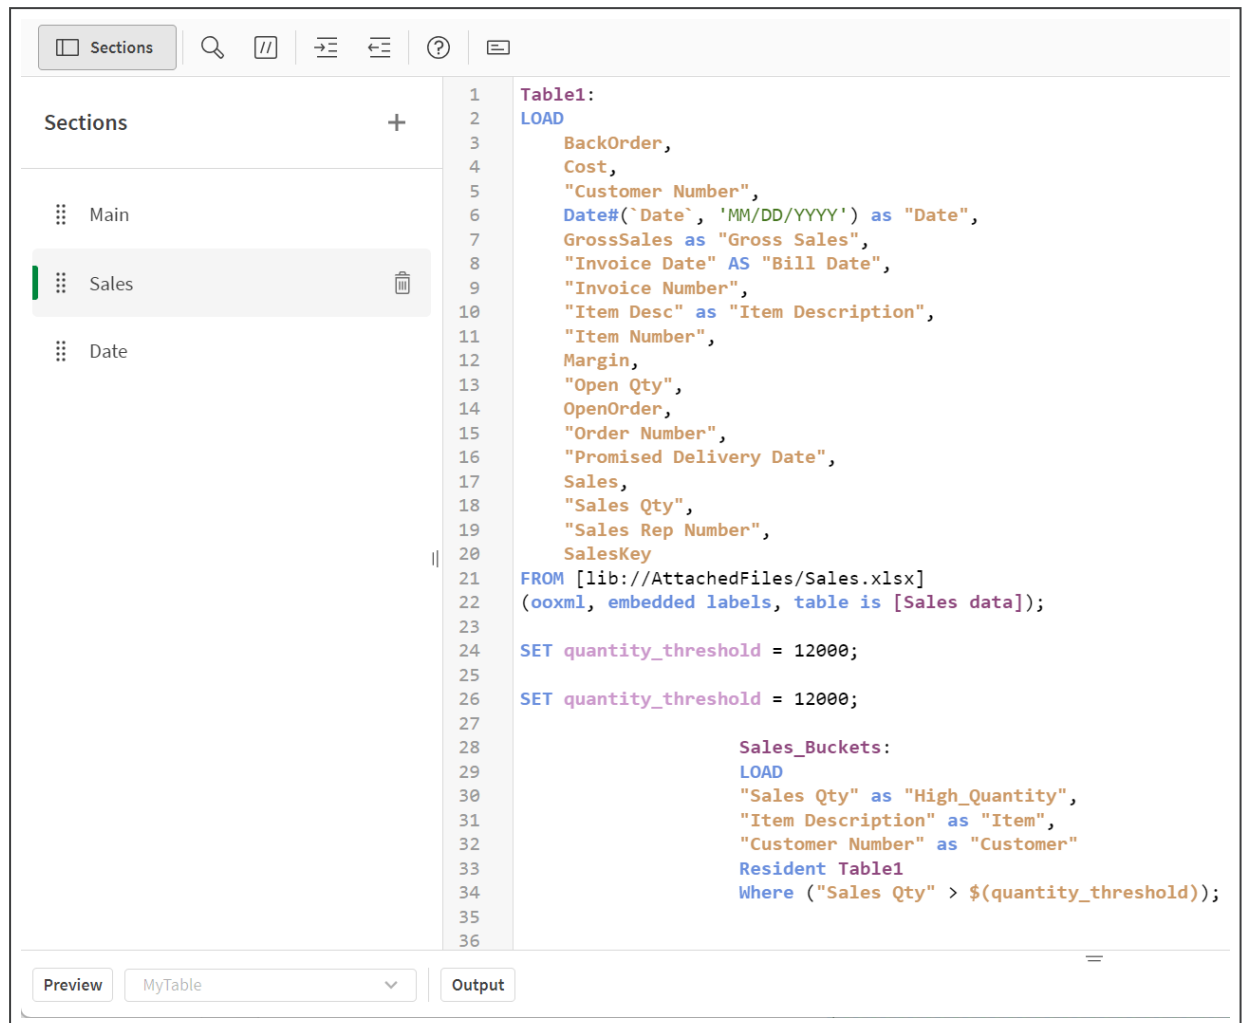 Sections
//
?
Sections +
Main
Sales
Date
1 Table1:
2 LOAD
3 BackOrder,
4 Cost,
5 "Customer Number",
6 Date#(`Date`, 'MM/DD/YYYY') as "Date",
7 GrossSales as "Gross Sales",
8 "Invoice Date" AS "Bill Date",
9 "Invoice Number",
10 "Item Desc" as "Item Description",
11 "Item Number",
12 Margin,
13 "Open Qty",
14 OpenOrder,
15 "Order Number",
16 "Promised Delivery Date",
17 Sales,
18 "Sales Qty",
19 "Sales Rep Number",
20 SalesKey
21 FROM [lib://AttachedFiles/Sales.xlsx]
22 (ooxml, embedded labels, table is [Sales data]);
23
24 SET quantity_threshold = 12000;
25
26 SET quantity_threshold = 12000;
27
28 Sales_Buckets:
29 LOAD
30 "Sales Qty" as "High_Quantity",
31 "Item Description" as "Item",
32 "Customer Number" as "Customer"
33 Resident Table1
34 Where ("Sales Qty" > $(quantity_threshold));
35
36
Preview MyTable Output